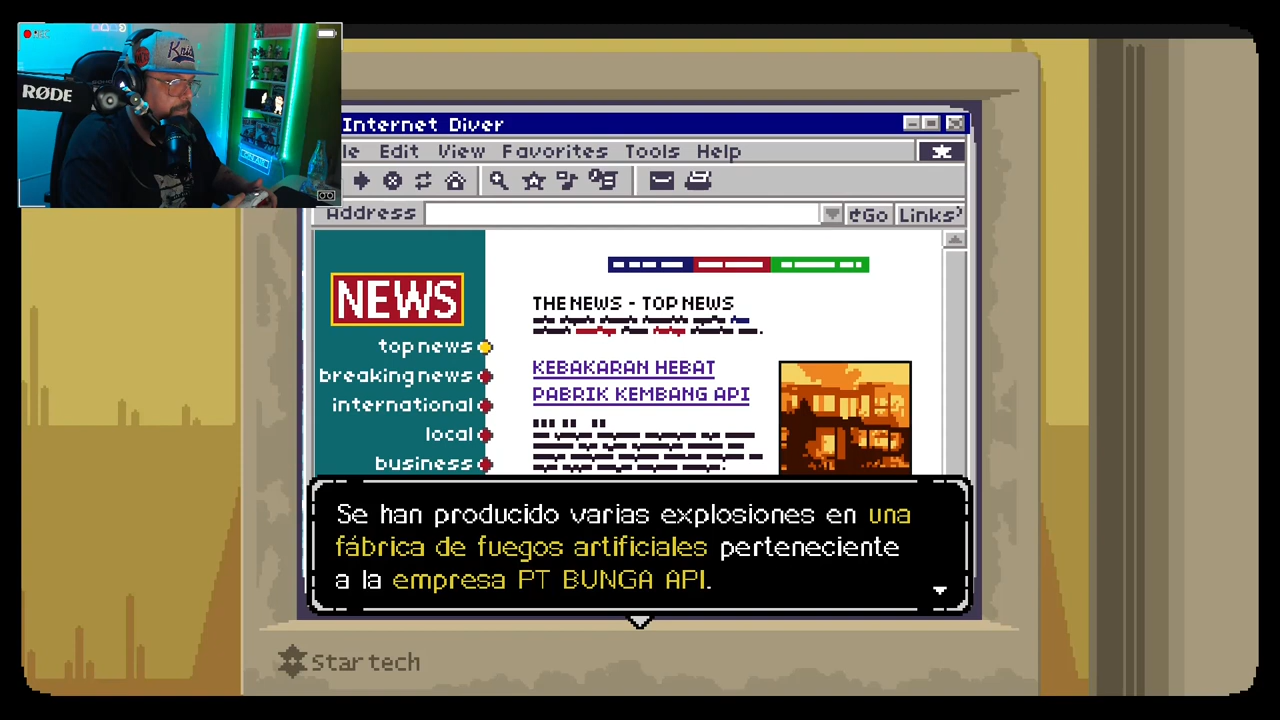 RØDE
Internet Diver
le Edit View Favorites Tools Help
Address
Go Links
NEWS
top news
breaking news
international
local
business
THE NEWS - TOP NEWS
KEBAKARAN HEBAT
PABRIK KEMBANG API
Se han producido varias explosiones en una
fábrica de fuegos artificiales perteneciente
a la empresa PT BUNGA API.
Star tech